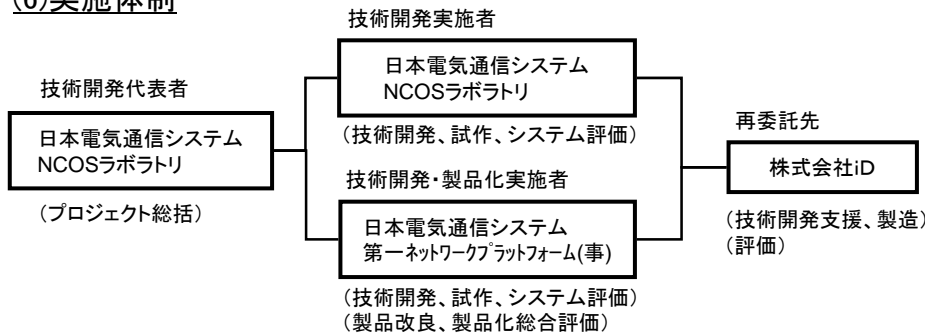 (6)実施体制
技術開発代表者
日本電気通信システム
NCOSラボラトリ
(プロジェクト総括)
技術開発実施者
日本電気通信システム
NCOSラボラトリ
(技術開発、試作、システム評価)
技術開発・製品化実施者
日本電気通信システム
第一ネットワークプラットフォーム(事)
(技術開発、試作、システム評価)
(製品改良、製品化総合評価)
再委託先
株式会社iD
(技術開発支援、製造)
(評価)